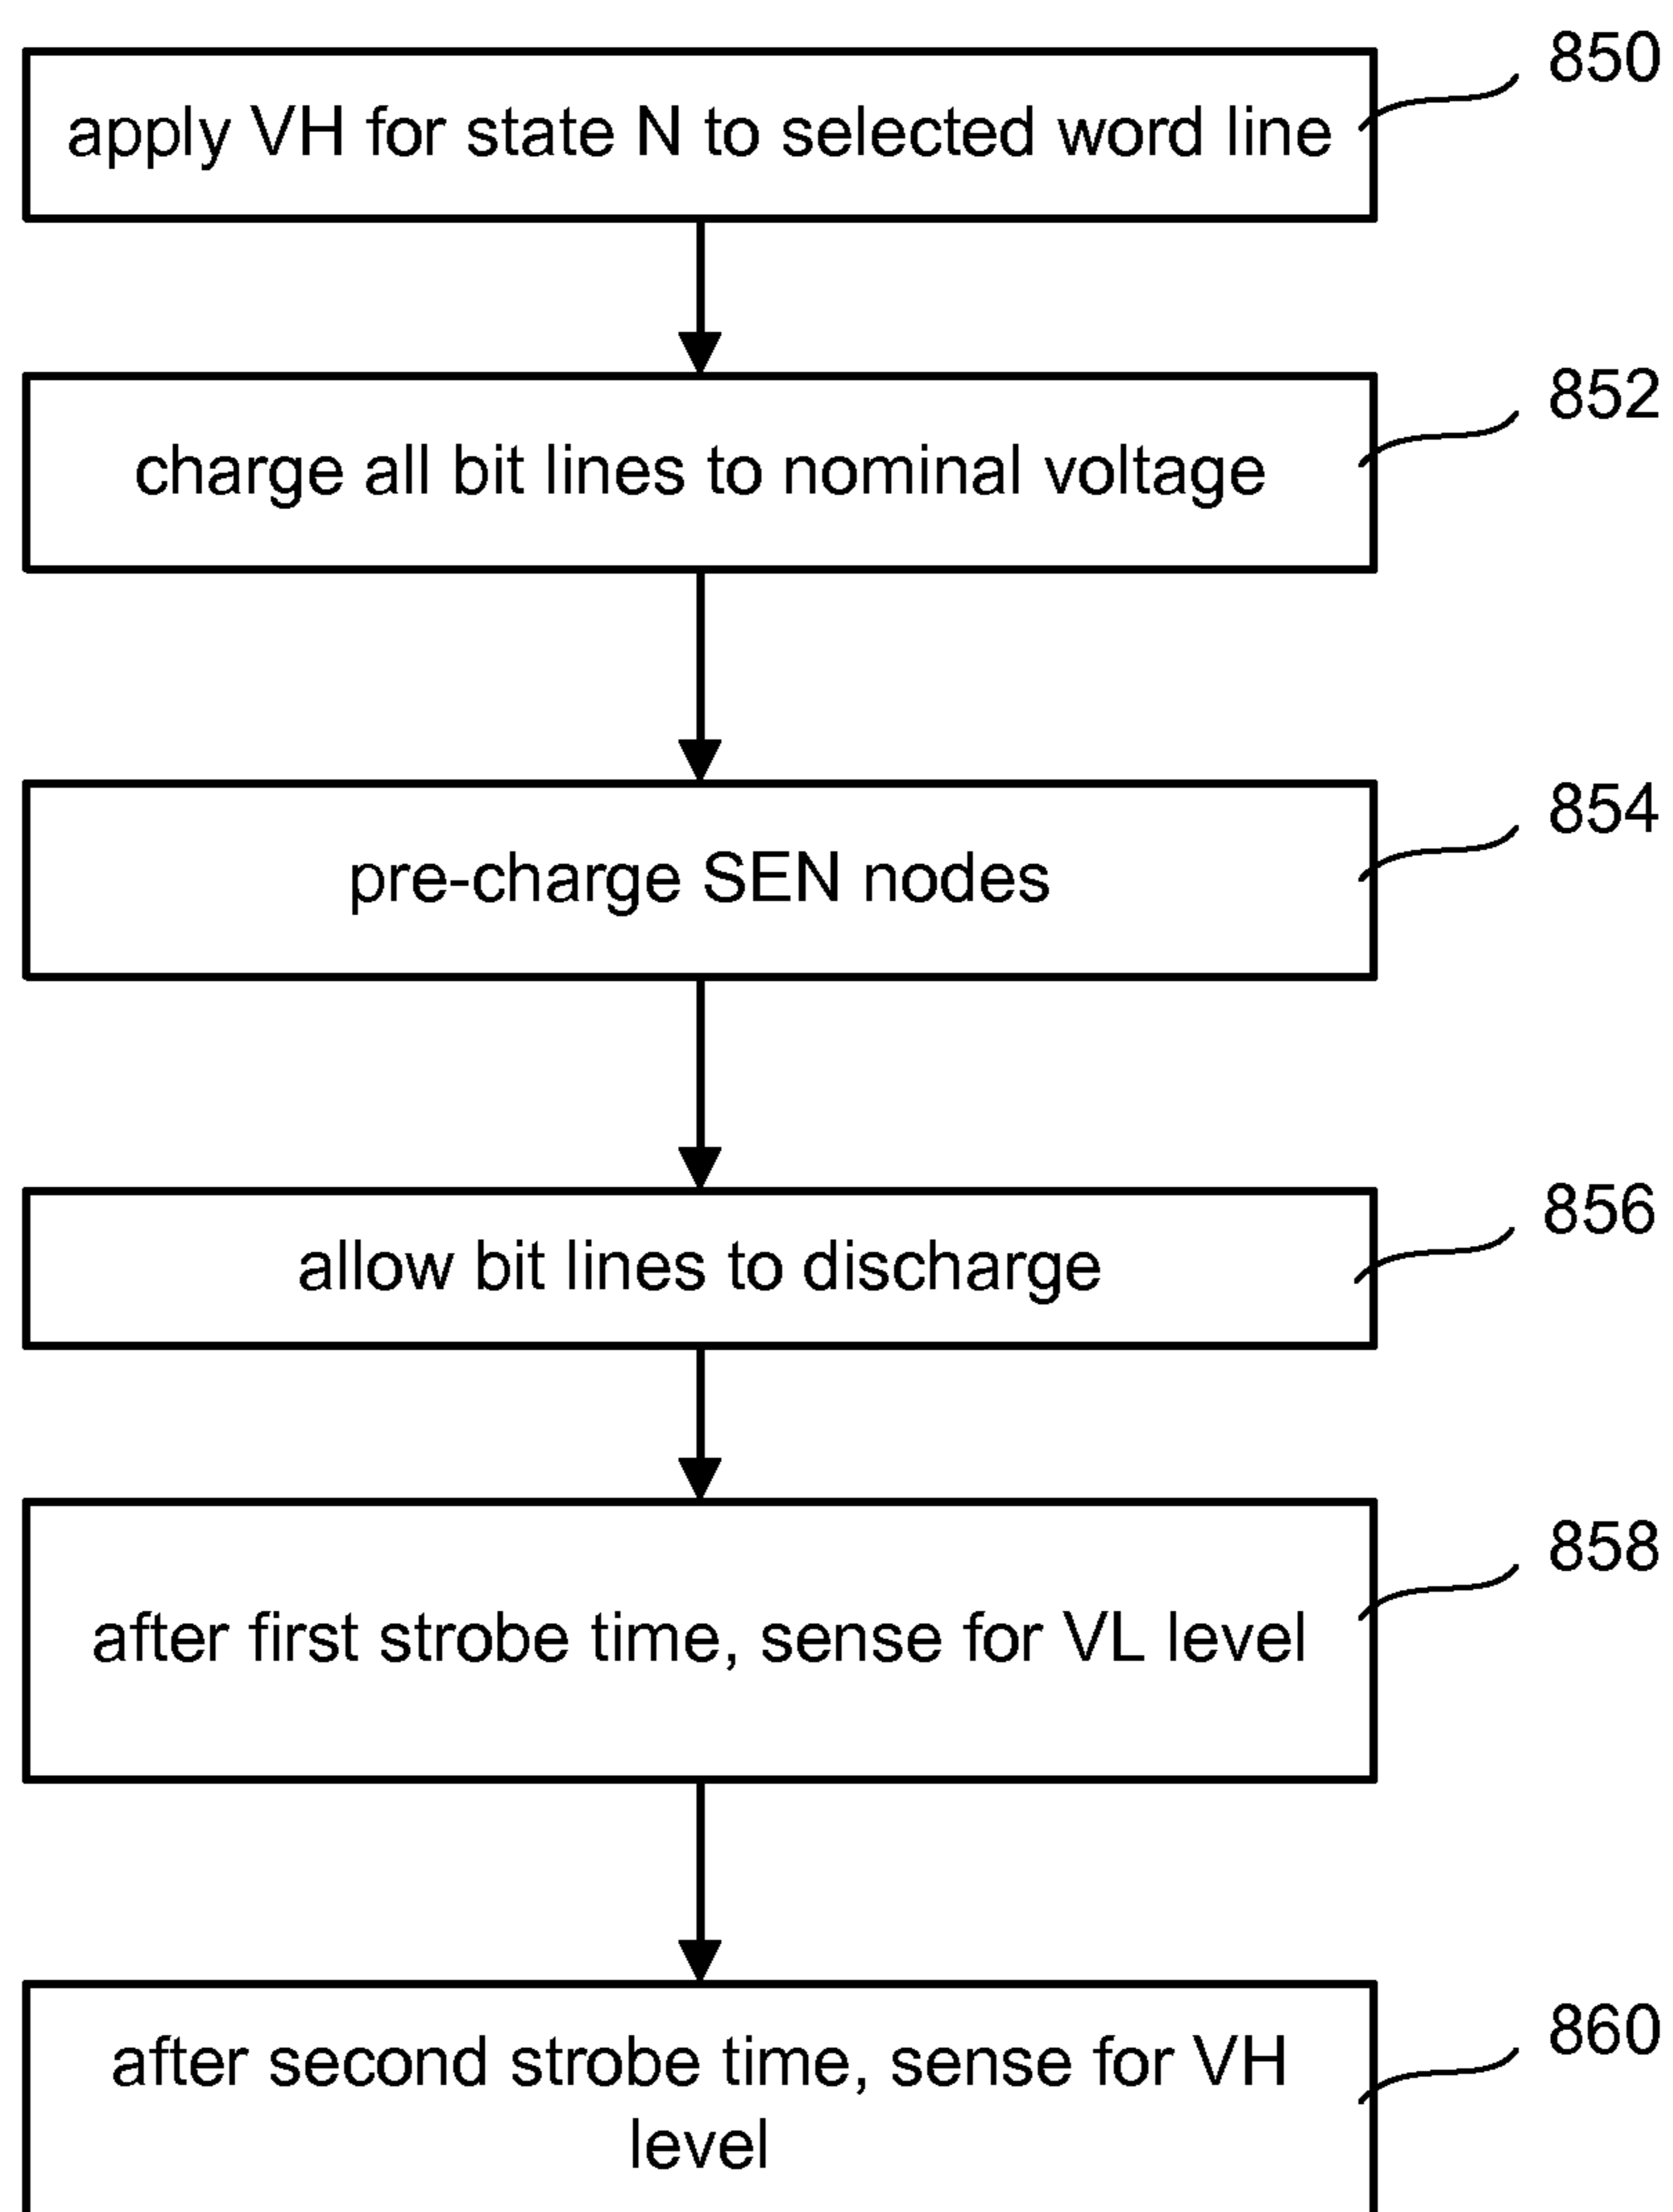 850
apply VH for state N to selected word line
852
charge all bit lines to nominal voltage
854
pre-charge SEN nodes
856
allow bit lines to discharge
858
after first strobe time, sense for VL level
860
after second strobe time, sense for VH
level